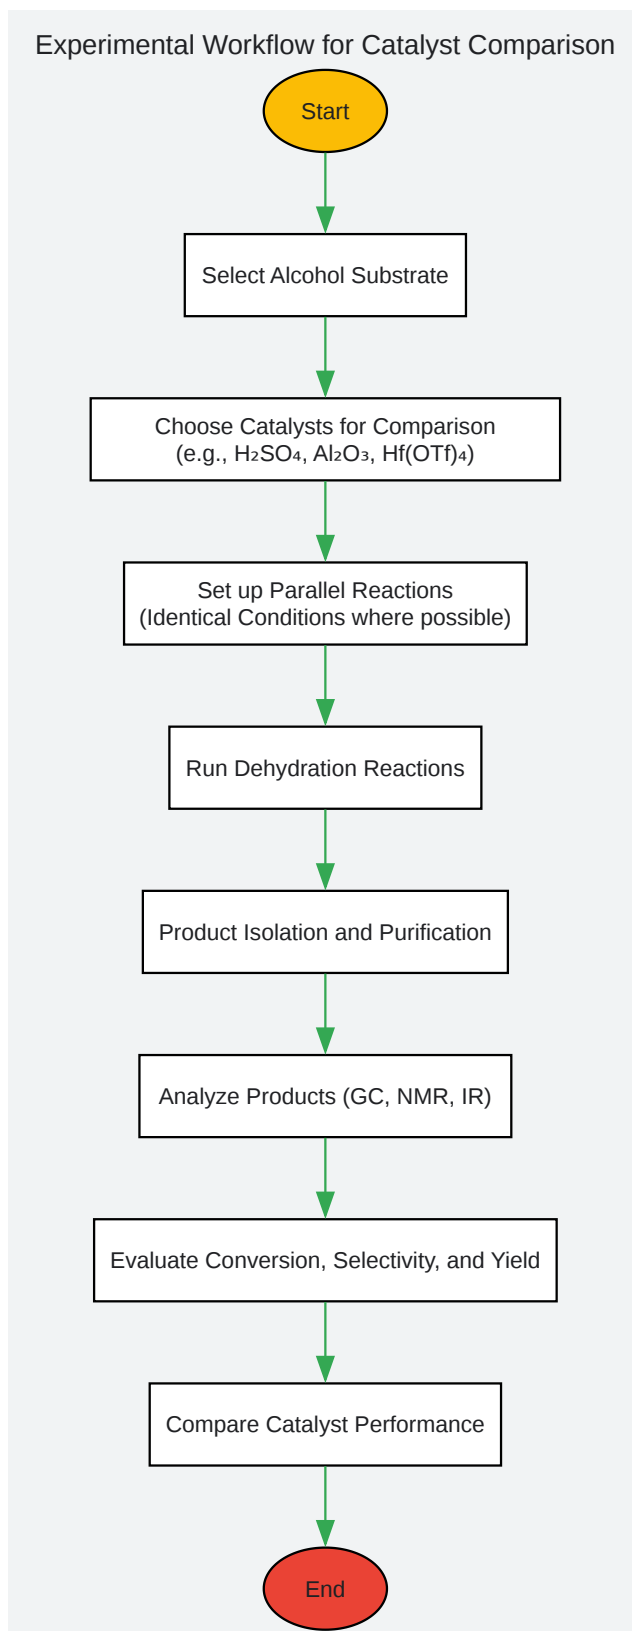 Experimental Workflow for Catalyst Comparison
Start
Select Alcohol Substrate
Choose Catalysts for Comparison
(e.g., H₂SO₄, Al₂O₃, Hf(OTf)₄)
Set up Parallel Reactions
(Identical Conditions where possible)
Run Dehydration Reactions
Product Isolation and Purification
Analyze Products (GC, NMR, IR)
Evaluate Conversion, Selectivity, and Yield
Compare Catalyst Performance
End